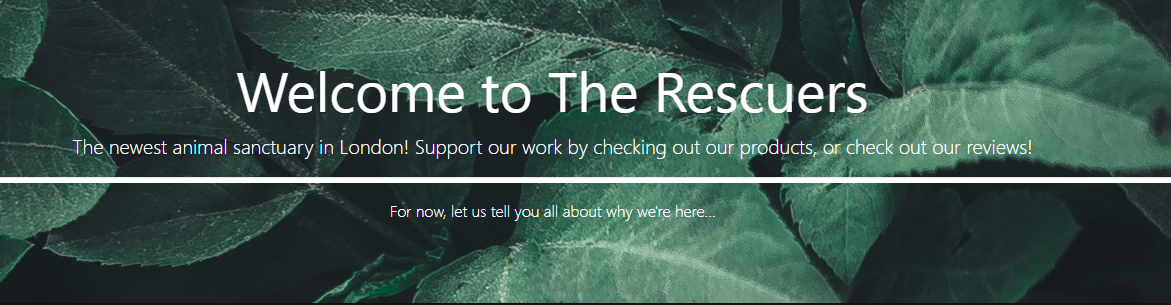 Welcome to The Rescuers
The newest animal sanctuary in London! Support our work by checking out our products, or check out our reviews!
For now, let us tell you all about why we're here...